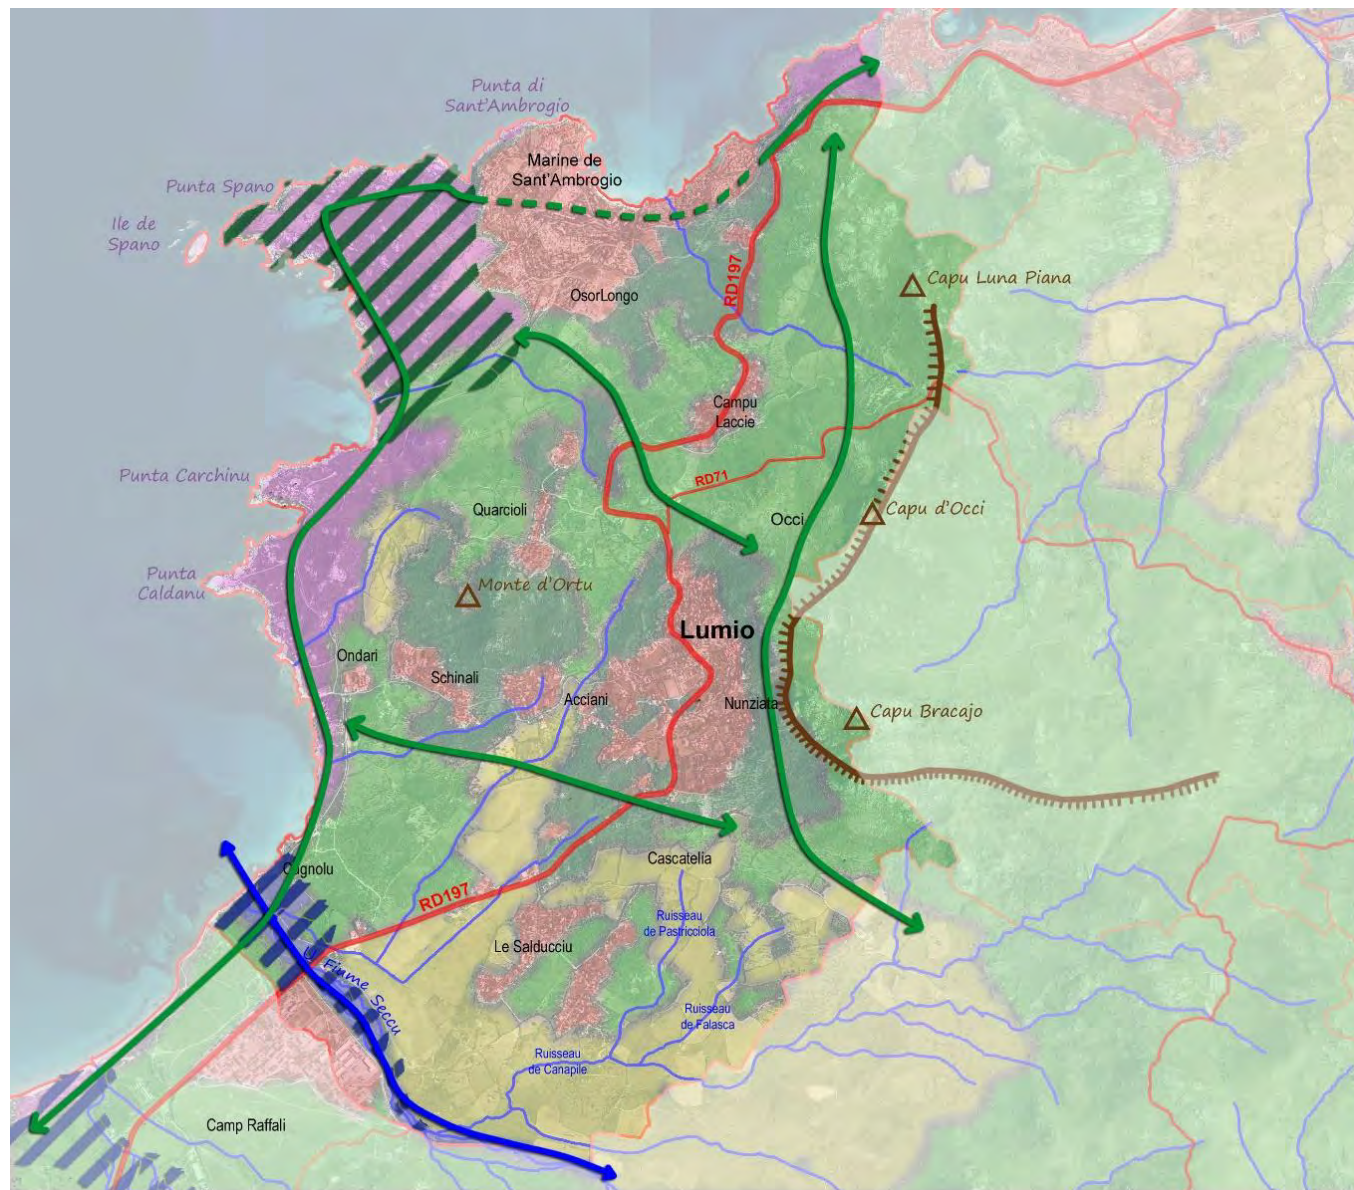 Punta di
Sant'Ambrogio
Marine de
Sant'Ambrogio
Punta Spano
Ile de
Spano
RD197
Capu Luna Piana
OsorLongo
Campu
Laccie
Punta Carchinu
RD71
Quarcioli
Capu d'Occi
Occi
Punta
Caldanu
Monte d'Ortu
Lumio
Ondari
Schinali
Acciani
Nunziata
Capu Bracajo
Cascatelia
RD197
Ruisseau
de Pastricciola
Le Salducciu
U Fiume Seccu
Ruisseau
de Falasca
Ruisseau
de Canapile
Camp Raffali